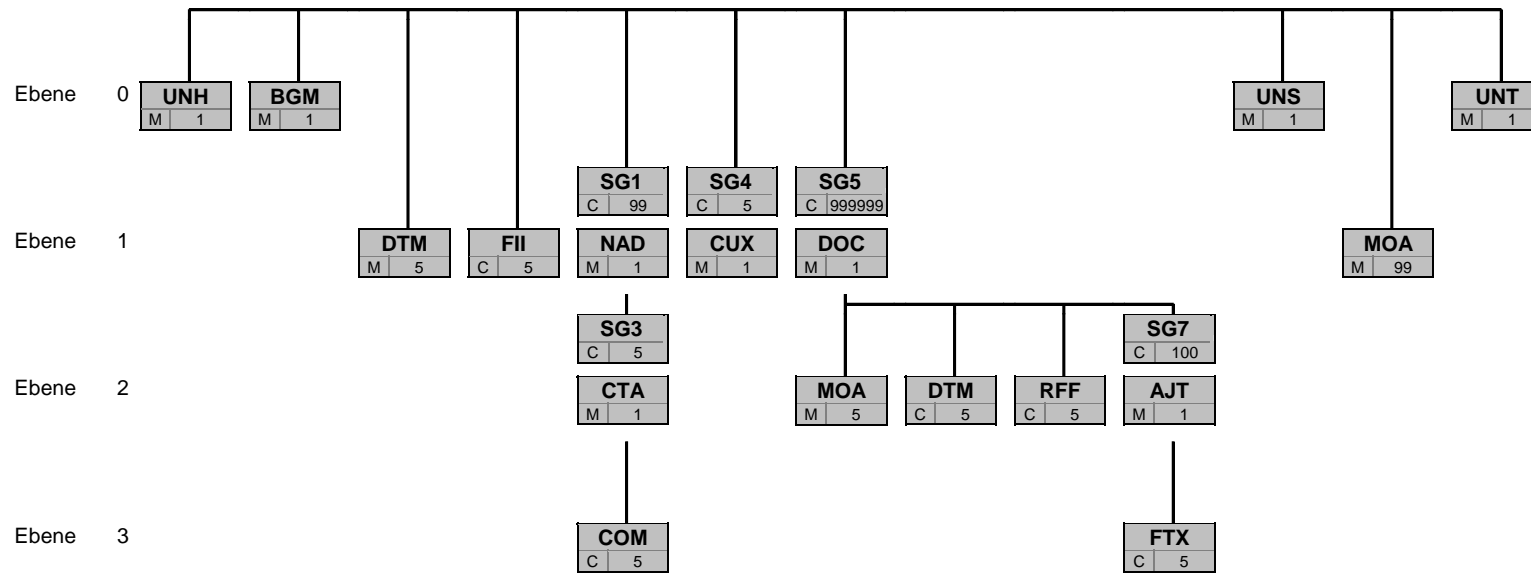 Ebene 0 UNH BGM UNS UNT
M 1 M 1 M 1 M 1
SG1 SG4 SG5
C 99 C 5 C 999999
Ebene 1 DTM FII NAD CUX DOC MOA
M 5 C 5 M 1 M 1 M 1 M 99
SG3 SG7
C 5 C 100
Ebene 2 CTA MOA DTM RFF AJT
M 1 M 5 C 5 C 5 M 1
Ebene 3 COM FTX
C 5 C 5